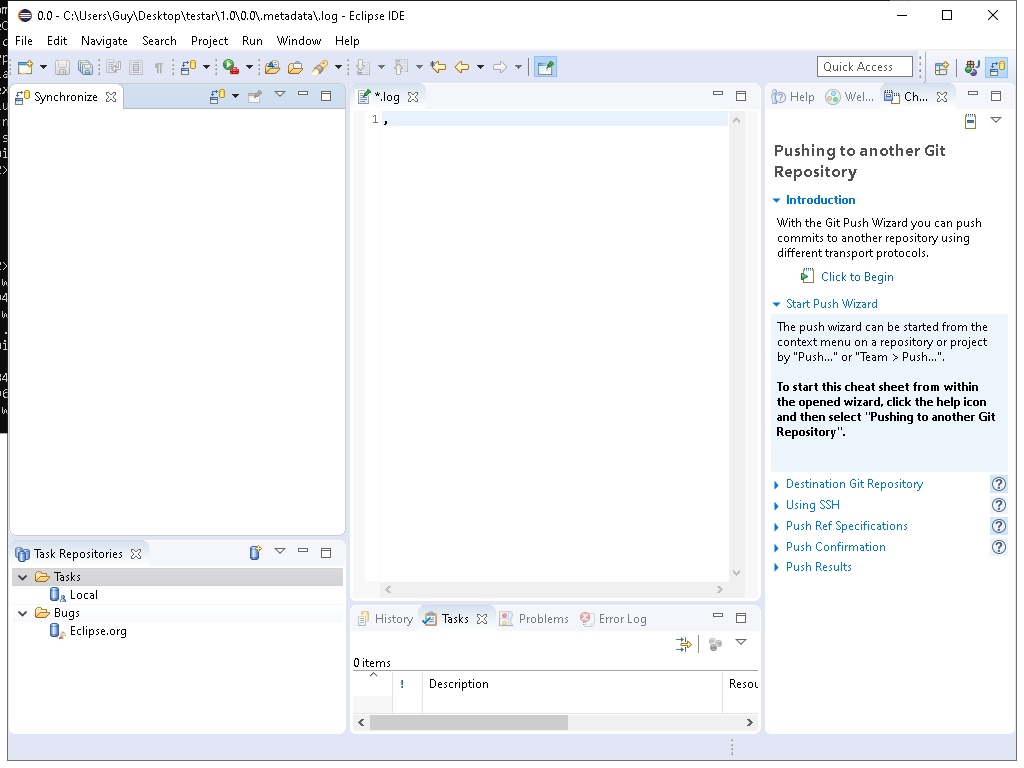 0.0 - C:\Users\Guy\Desktop\testar\1.0\0.0\.metadata\.log - Eclipse IDE
File Edit Navigate Search Project Run Window Help
Quick Access
Synchronize
*.log
1 ,
Help
Wel...
Ch...
Pushing to another Git
Repository
Introduction
With the Git Push Wizard you can push
commits to another repository using
different transport protocols.
Click to Begin
Start Push Wizard
The push wizard can be started from the
context menu on a repository or project
by "Push..." or "Team > Push...".
To start this cheat sheet from within
the opened wizard, click the help icon
and then select "Pushing to another Git
Repository".
Destination Git Repository
Using SSH
Push Ref Specifications
Push Confirmation
Push Results
Task Repositories
Tasks
Local
Bugs
Eclipse.org
History
Tasks
Problems
Error Log
0 items
! Description Resou